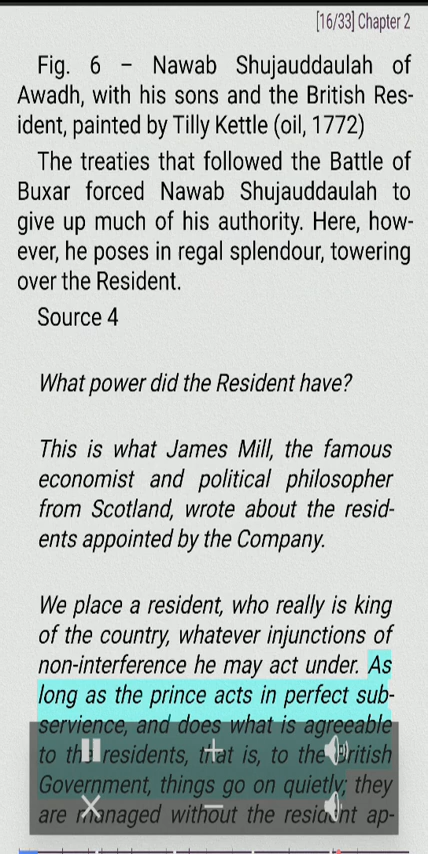 [16/33] Chapter 2
Fig. 6 – Nawab Shujauddaulah of
Awadh, with his sons and the British Res-
ident, painted by Tilly Kettle (oil, 1772)
The treaties that followed the Battle of
Buxar forced Nawab Shujauddaulah to
give up much of his authority. Here, how-
ever, he poses in regal splendour, towering
over the Resident.
Source 4
What power did the Resident have?
This is what James Mill, the famous
economist and political philosopher
from Scotland, wrote about the resid-
ents appointed by the Company.
We place a resident, who really is king
of the country, whatever injunctions of
non-interference he may act under. As
long as the prince acts in perfect sub-
servience, and does what is agreeable
to the residents, that is, to the British
Government, things go on quietly; they
are managed without the resident ap-